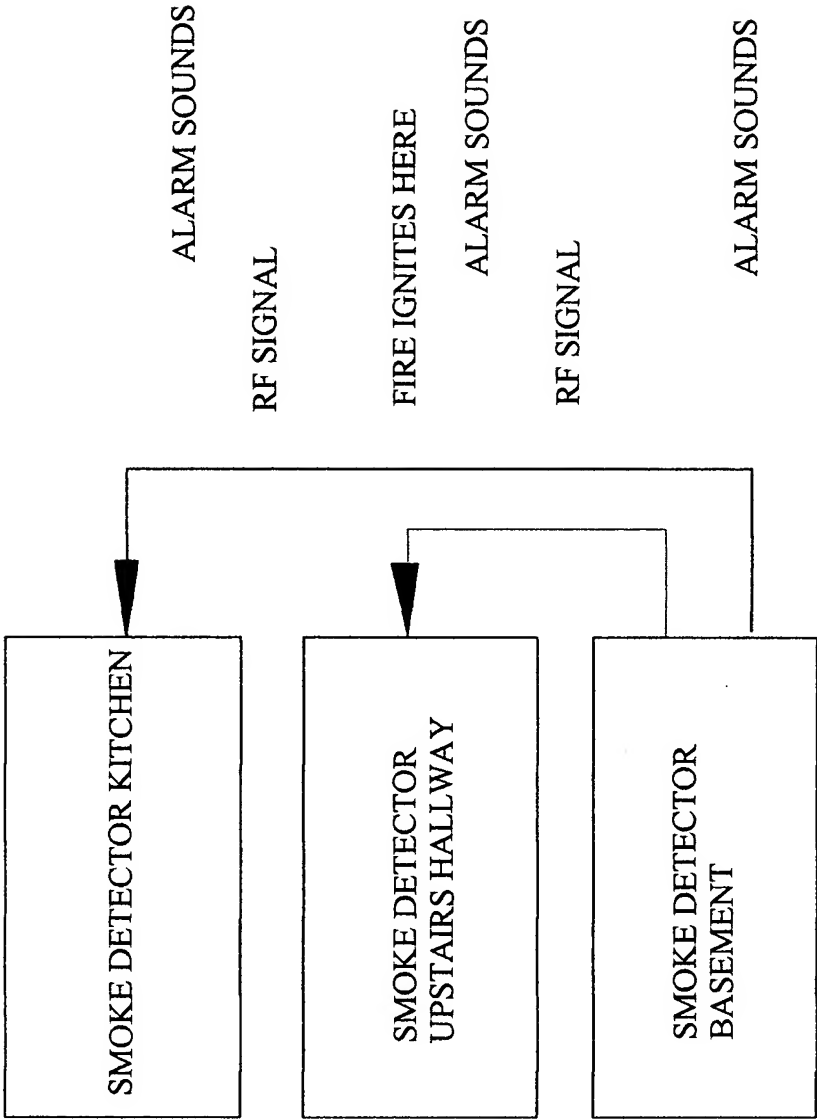 SMOKE DETECTOR KITCHEN
ALARM SOUNDS
RF SIGNAL
SMOKE DETECTOR
UPSTAIRS HALLWAY
FIRE IGNITES HERE
ALARM SOUNDS
RF SIGNAL
SMOKE DETECTOR
BASEMENT
ALARM SOUNDS